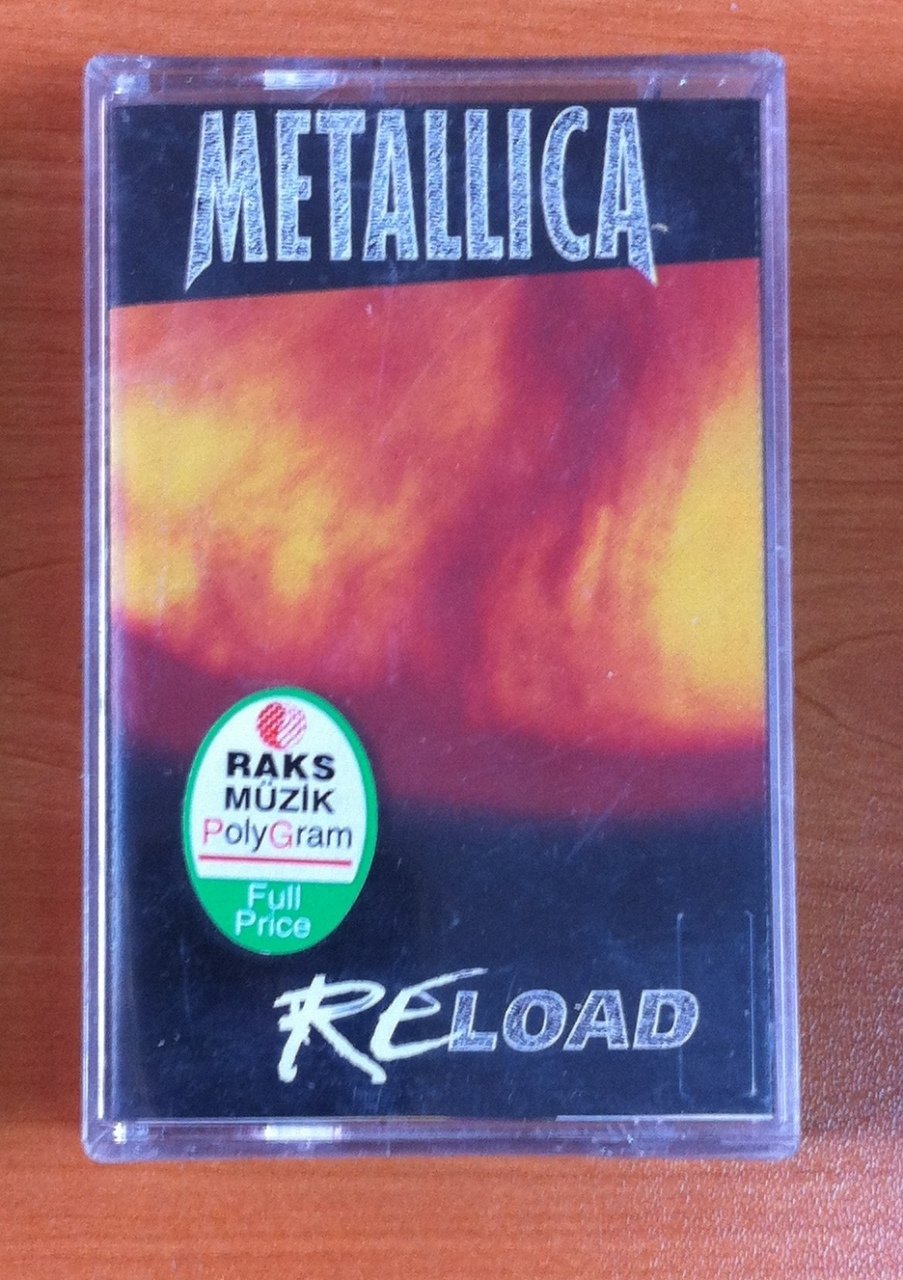 METALLICA
RAKS
MÜZİK
PolyGram
Full
Price
RELOAD